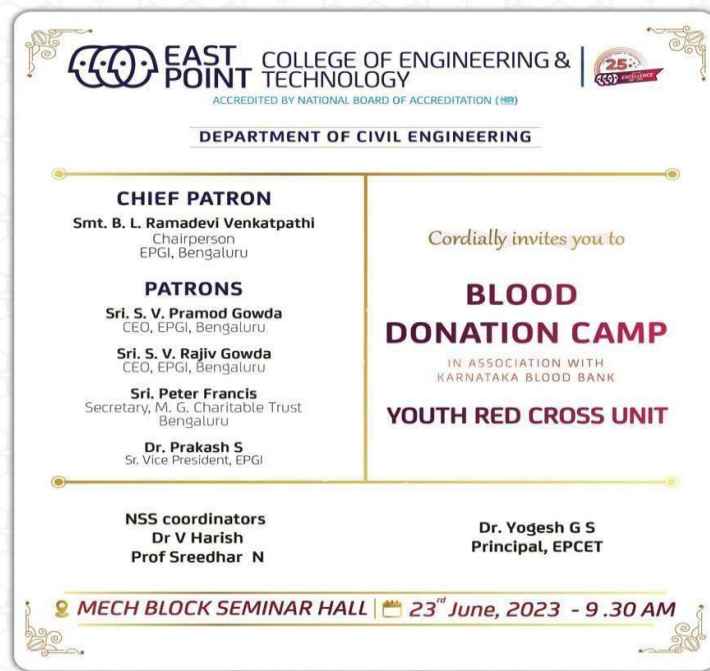 EAST POINT COLLEGE OF ENGINEERING & TECHNOLOGY
25
EXCELLENCE
ACCREDITED BY NATIONAL BOARD OF ACCREDITATION (NBA)
DEPARTMENT OF CIVIL ENGINEERING
CHIEF PATRON
Smt. B. L. Ramadevi Venkatpathi
Chairperson
EPGI, Bengaluru
PATRONS
Sri. S. V. Pramod Gowda
CEO, EPGI, Bengaluru
Sri. S. V. Rajiv Gowda
CEO, EPGI, Bengaluru
Sri. Peter Francis
Secretary, M. G. Charitable Trust
Bengaluru
Dr. Prakash S
Sr. Vice President, EPGI
Cordially invites you to
BLOOD
DONATION CAMP
IN ASSOCIATION WITH
KARNATAKA BLOOD BANK
YOUTH RED CROSS UNIT
NSS coordinators
Dr V Harish
Prof Sreedhar N
Dr. Yogesh G S
Principal, EPCET
MECH BLOCK SEMINAR HALL | 23rd June, 2023 - 9.30 AM